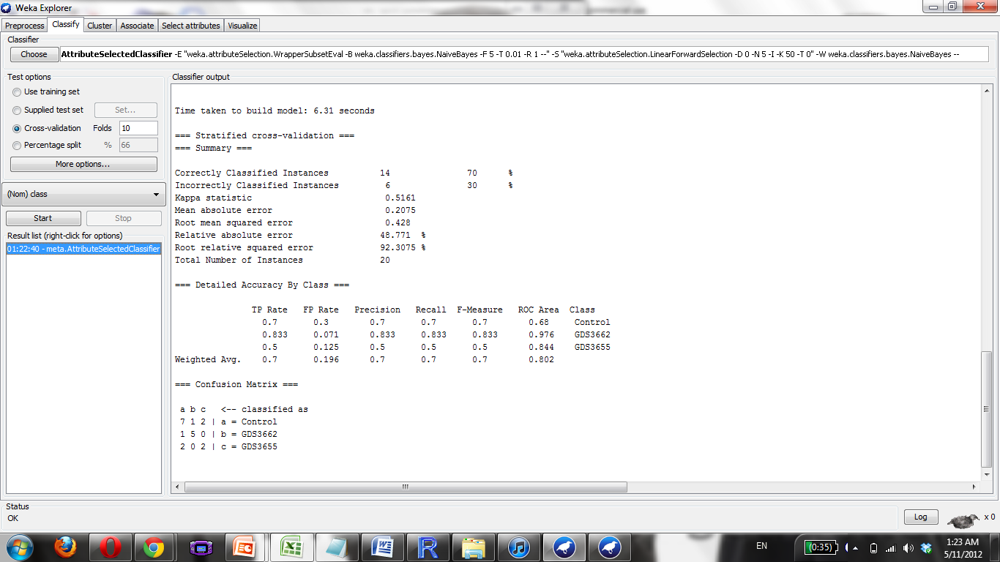 Weka Explorer
Preprocess Classify Cluster Associate Select attributes Visualize
Classifier
Choose AttributeSelectedClassifier -E "weka.attributeSelection.WrapperSubsetEval -B weka.classifiers.bayes.NaiveBayes -F 5 -T 0.01 -R 1 --" -S "weka.attributeSelection.LinearForwardSelection -D 0 -N 5 -I -K 50 -T 0" -W weka.classifiers.bayes.NaiveBayes --
Test options
Use training set
Supplied test set Set...
Cross-validation Folds 10
Percentage split % 66
More options...
(Nom) class
Start Stop
Result list (right-click for options)
01:22:40 - meta.AttributeSelectedClassifier
Classifier output
Time taken to build model: 6.31 seconds
=== Stratified cross-validation ===
=== Summary ===
Correctly Classified Instances 14 70 %
Incorrectly Classified Instances 6 30 %
Kappa statistic 0.5161
Mean absolute error 0.2075
Root mean squared error 0.428
Relative absolute error 48.771 %
Root relative squared error 92.3075 %
Total Number of Instances 20
=== Detailed Accuracy By Class ===
TP Rate FP Rate Precision Recall F-Measure ROC Area Class
0.7 0.3 0.7 0.7 0.7 0.68 Control
0.833 0.071 0.833 0.833 0.833 0.976 GDS3662
0.5 0.125 0.5 0.5 0.5 0.844 GDS3655
Weighted Avg. 0.7 0.196 0.7 0.7 0.7 0.802
=== Confusion Matrix ===
a b c <-- classified as
7 1 2 | a = Control
1 5 0 | b = GDS3662
2 0 2 | c = GDS3655
Status
OK
Log x 0
EN (0:35) 1:23 AM
5/11/2012